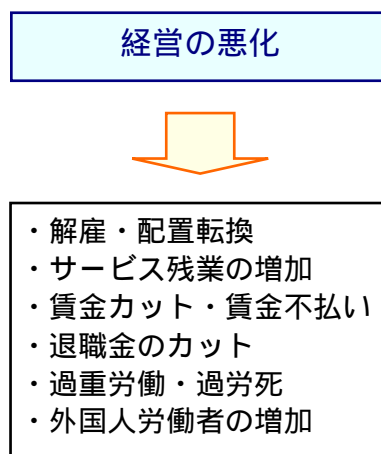 経営の悪化
・解雇・配置転換
・サービス残業の増加
・賃金カット・賃金不払い
・退職金のカット
・過重労働・過労死
・外国人労働者の増加